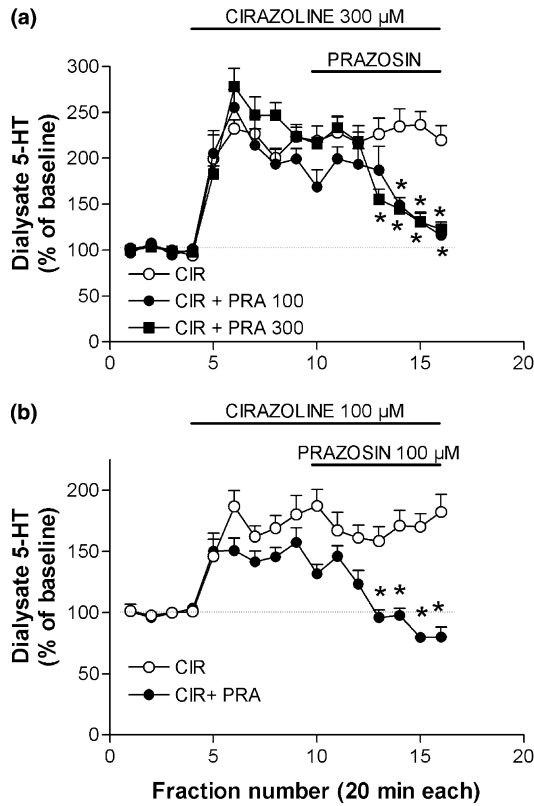 (a)
CIRAZOLINE 300 µM
PRAZOSIN
300
250
200
150
100
50
0
Dialysate 5-HT
(% of baseline)
* * *
* * * *
CIR
CIR + PRA 100
CIR + PRA 300
0 5 10 15 20
(b)
CIRAZOLINE 100 µM
PRAZOSIN 100 µM
200
150
100
50
0
Dialysate 5-HT
(% of baseline)
* * * *
CIR
CIR+ PRA
0 5 10 15 20
Fraction number (20 min each)